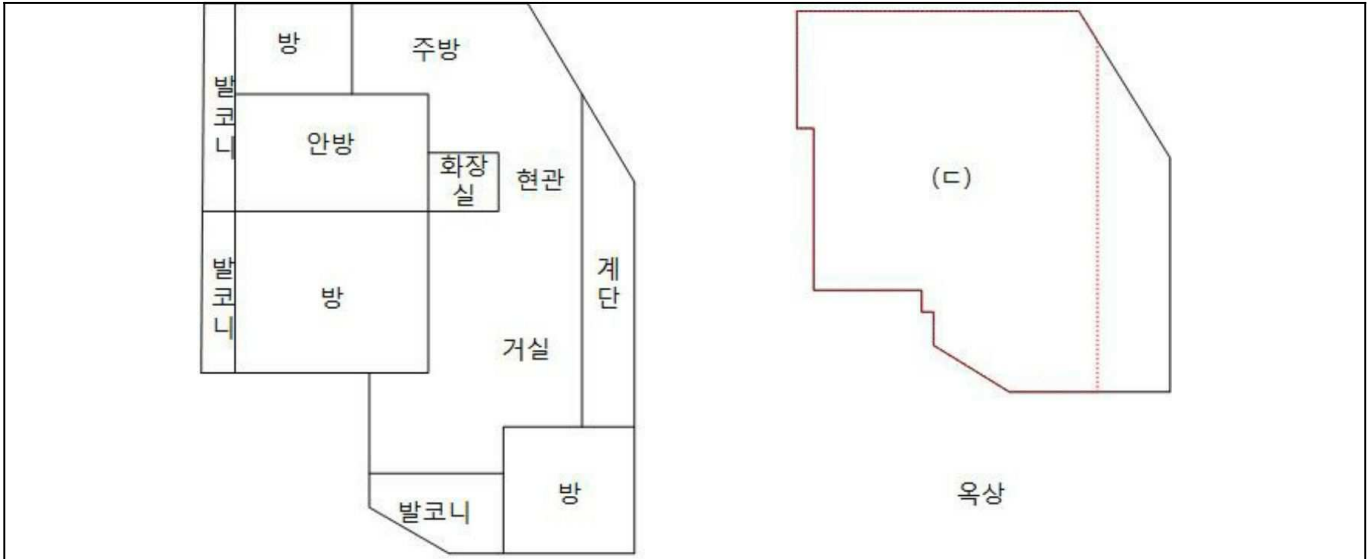 방
주방
발
코
니
안방
화장
실
현관
(ㄷ)
발
코
니
방
계
단
거실
발코니
방
옥상